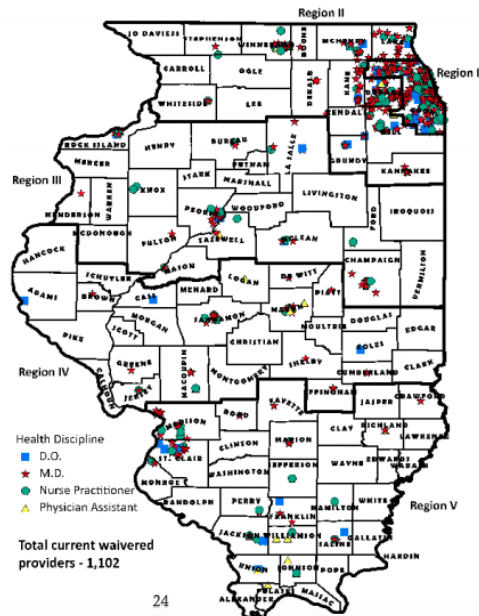 Region II
JO DAVIESS
STEPHENSON
WINNEBAGO
BOONE
MCHENRY
LAKE
CARROLL
OGLE
DEKALB
KANE
Region I
WHITESIDE
LEE
KENDALL
ROCK ISLAND
HENRY
BUREAU
PUTNAM
LA SALLE
GRUNDY
KANKAKEE
MERCER
STARK
MARSHALL
LIVINGSTON
Region III
HENDERSON
WARREN
KNOX
PEORIA
WOODFORD
FORD
IROQUOIS
MCDONOUGH
FULTON
TAZEWELL
MCLEAN
HANCOCK
MASON
SCHUYLER
LOGAN
DE WITT
CHAMPAIGN
VERMILION
ADAMS
BROWN
CASS
MENARD
MACON
PIATT
MORGAN
SANGAMON
MOULTRIE
DOUGLAS
EDGAR
PIKE
SCOTT
CHRISTIAN
COLES
Region IV
GREENE
MACOUPIN
MONTGOMERY
SHELBY
CUMBERLAND
CLARK
CALHOUN
JERSEY
FAYETTE
EFFINGHAM
JASPER
CRAWFORD
MADISON
BOND
CLAY
RICHLAND
LAWRENCE
CLINTON
MARION
ST. CLAIR
WAYNE
EDWARDS
WABASH
WASHINGTON
JEFFERSON
MONROE
RANDOLPH
PERRY
HAMILTON
WHITE
Region V
FRANKLIN
JACKSON
WILLIAMSON
SALINE
GALLATIN
HARDIN
UNION
JOHNSON
POPE
ALEXANDER
PULASKI
MASSAC
Health Discipline
D.O.
M.D.
Nurse Practitioner
Physician Assistant
Total current waivered
providers - 1,102
24